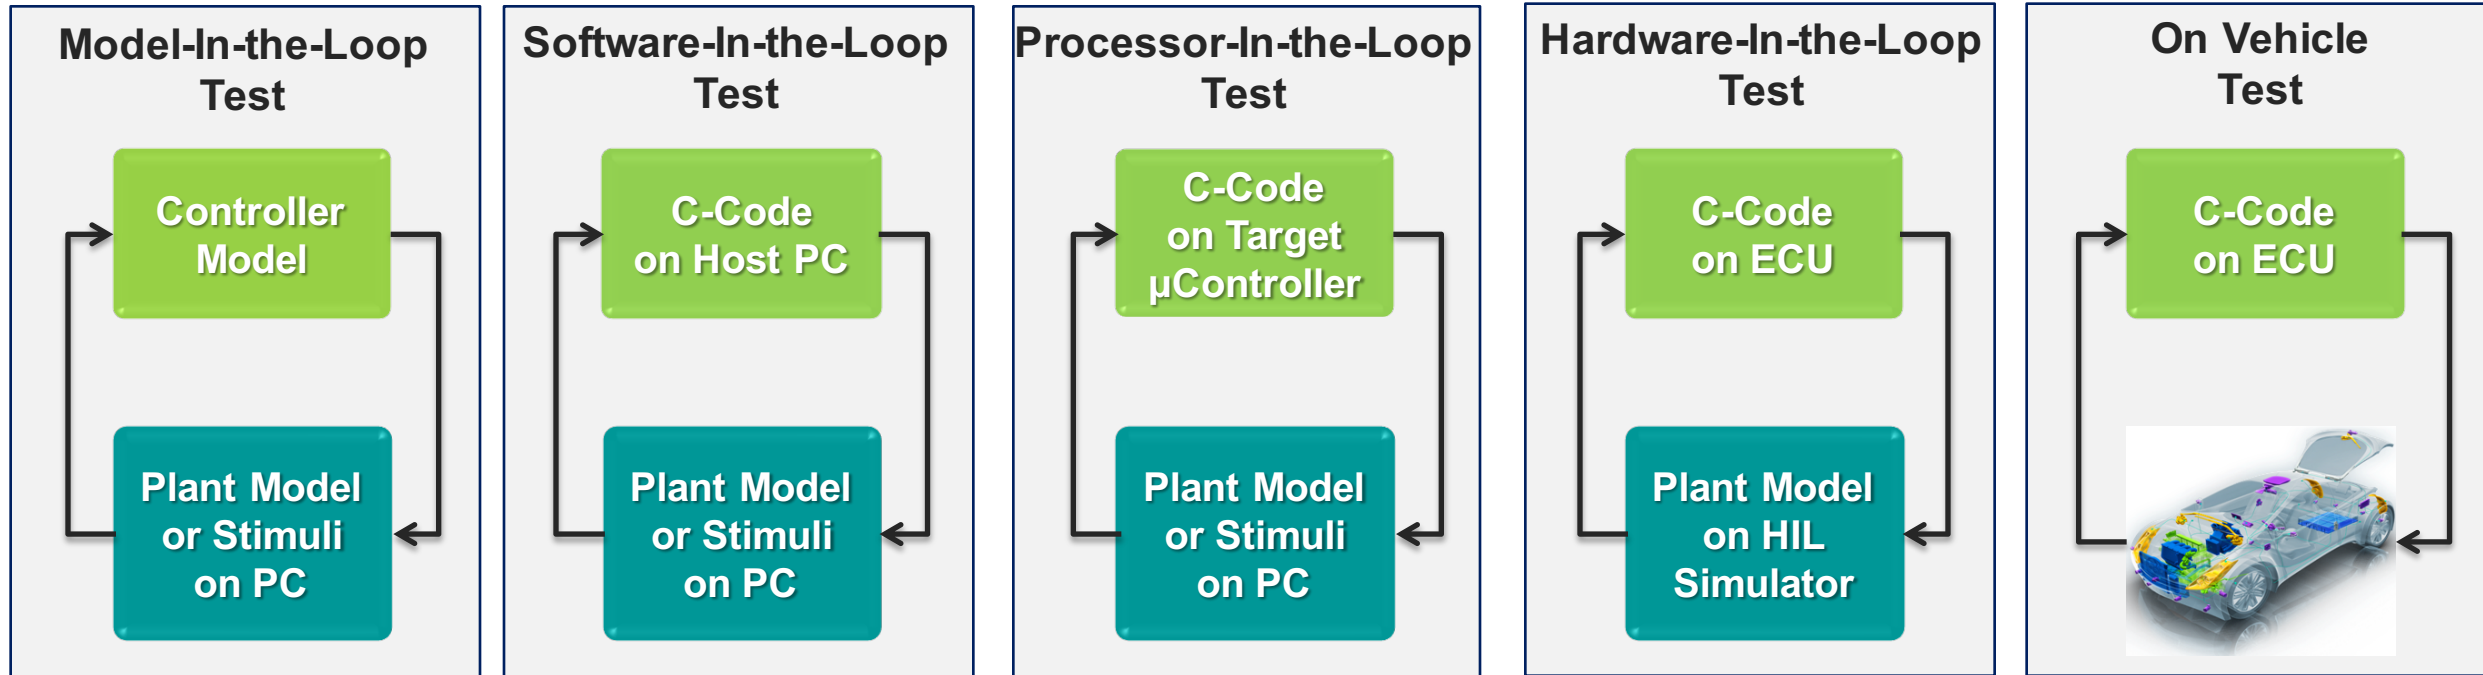 Model-In-the-Loop
Test
Controller
Model
Plant Model
or Stimuli
on PC
Software-In-the-Loop
Test
C-Code
on Host PC
Plant Model
or Stimuli
on PC
Processor-In-the-Loop
Test
C-Code
on Target
µController
Plant Model
or Stimuli
on PC
Hardware-In-the-Loop
Test
C-Code
on ECU
Plant Model
on HIL
Simulator
On Vehicle
Test
C-Code
on ECU